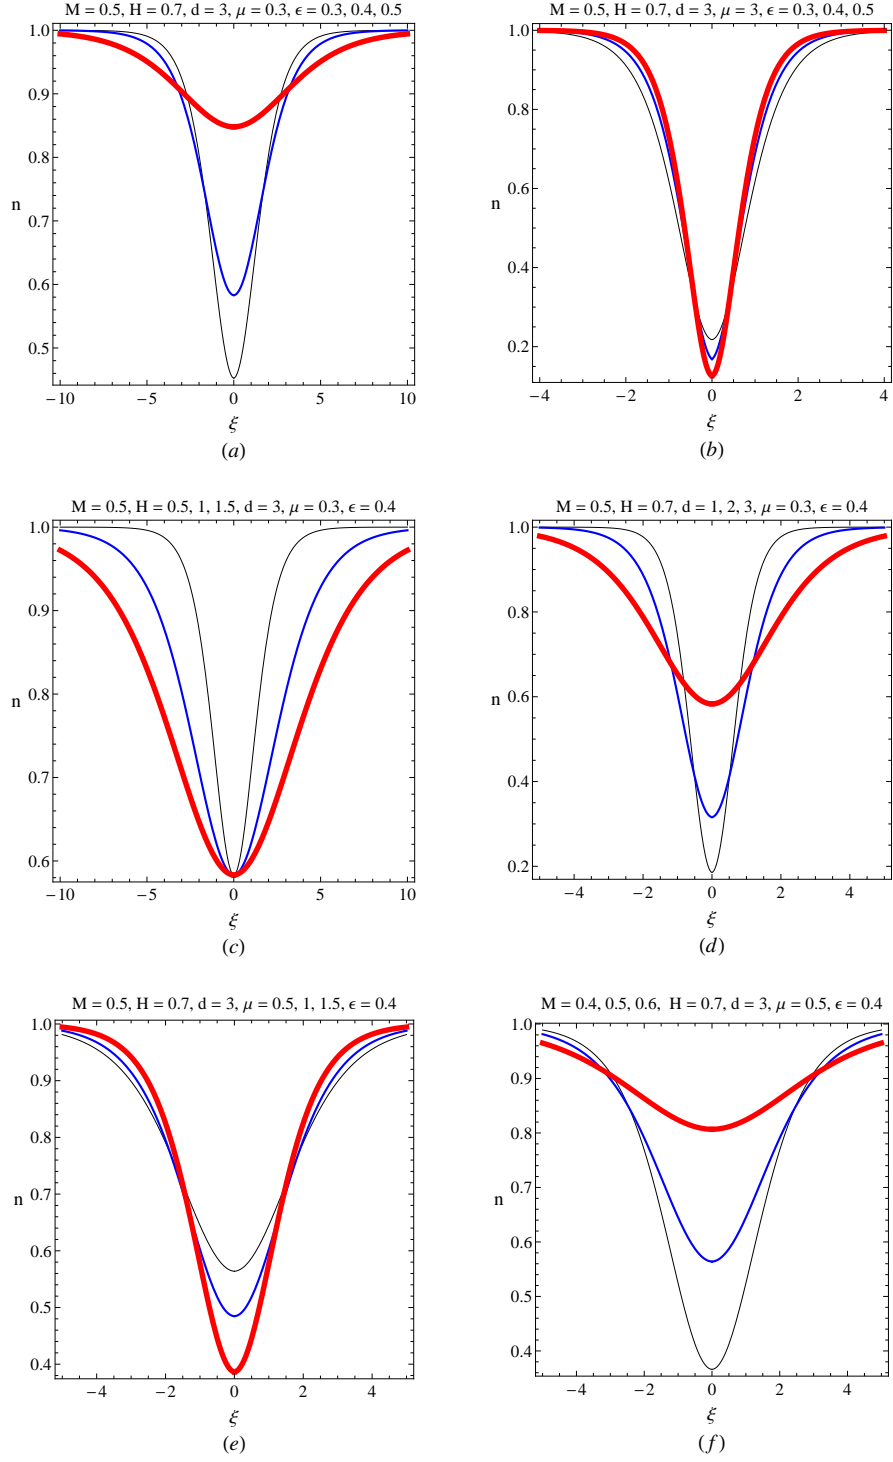 M = 0.5, H = 0.7, d = 3, μ = 0.3, ϵ = 0.3, 0.4, 0.5
1.0
0.9
0.8
0.7
n
0.6
0.5
−10 −5 0 5 10
ξ
(a)
M = 0.5, H = 0.7, d = 3, μ = 3, ϵ = 0.3, 0.4, 0.5
1.0
0.8
0.6
n
0.4
0.2
−4 −2 0 2 4
ξ
(b)
M = 0.5, H = 0.5, 1, 1.5, d = 3, μ = 0.3, ϵ = 0.4
1.0
0.9
0.8
n
0.7
0.6
−10 −5 0 5 10
ξ
(c)
M = 0.5, H = 0.7, d = 1, 2, 3, μ = 0.3, ϵ = 0.4
1.0
0.8
n
0.6
0.4
0.2
−4 −2 0 2 4
ξ
(d)
M = 0.5, H = 0.7, d = 3, μ = 0.5, 1, 1.5, ϵ = 0.4
1.0
0.9
0.8
0.7
n
0.6
0.5
0.4
−4 −2 0 2 4
ξ
(e)
M = 0.4, 0.5, 0.6, H = 0.7, d = 3, μ = 0.5, ϵ = 0.4
1.0
0.9
0.8
0.7
n
0.6
0.5
0.4
−4 −2 0 2 4
ξ
(f)